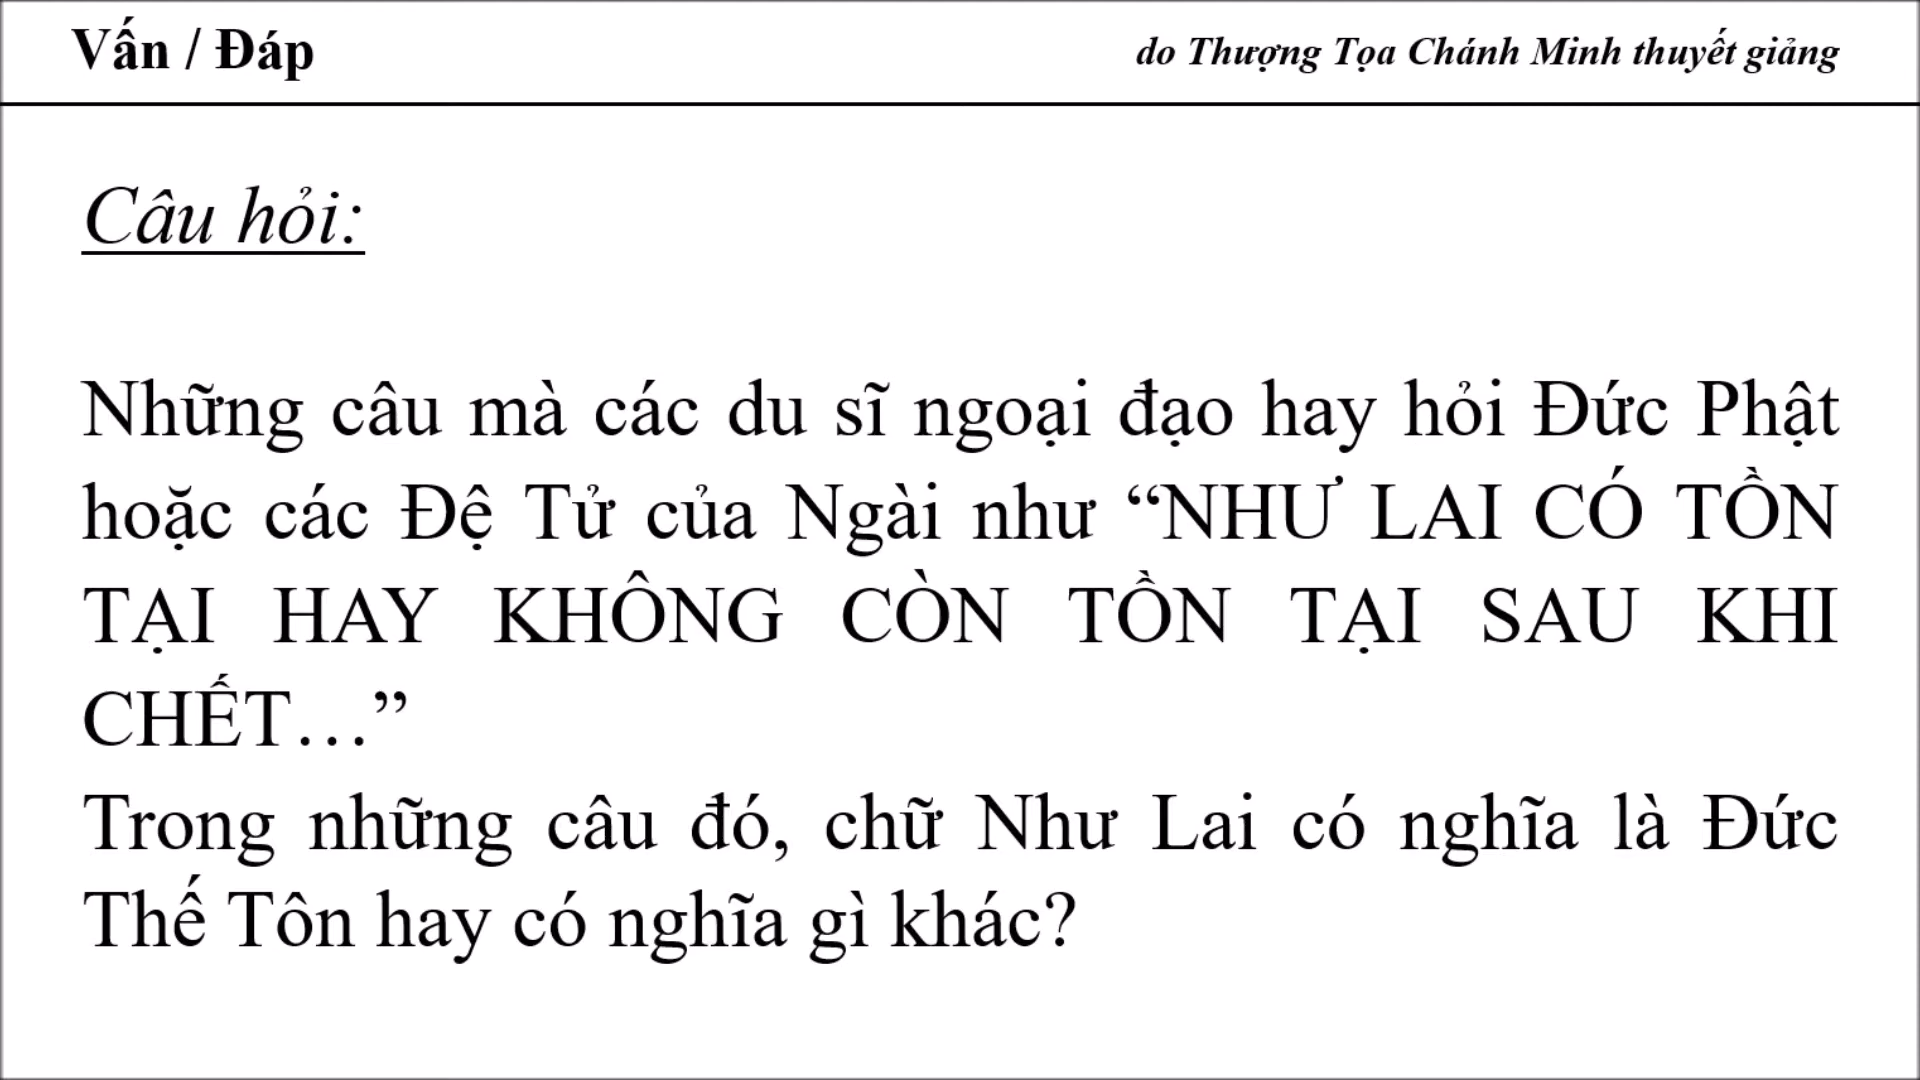 Vấn / Đáp
do Thượng Tọa Chánh Minh thuyết giảng
Câu hỏi:
Những câu mà các du sĩ ngoại đạo hay hỏi Đức Phật
hoặc các Đệ Tử của Ngài như “NHƯ LAI CÓ TỒN
TẠI HAY KHÔNG CÒN TỒN TẠI SAU KHI
CHẾT…”
Trong những câu đó, chữ Như Lai có nghĩa là Đức
Thế Tôn hay có nghĩa gì khác?